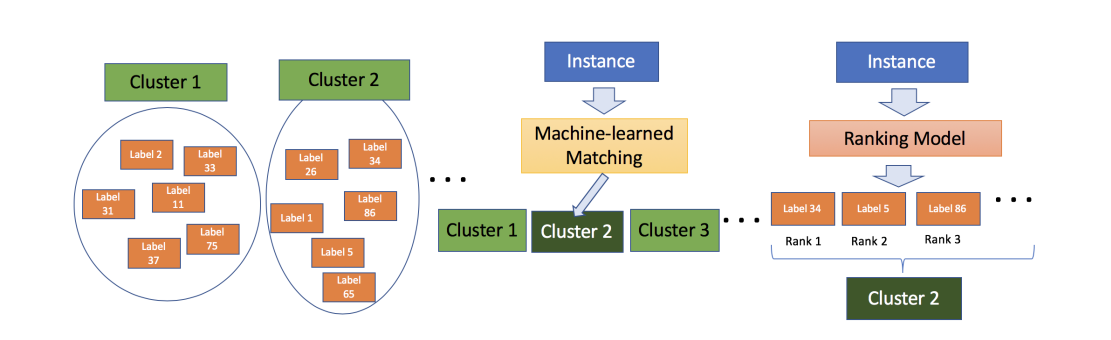 Cluster 1
Label 2
Label
33
Label
31
Label
11
Label
75
Label
37
Cluster 2
Label
26
Label
34
Label
86
Label 1
Label 5
Label
65
...
Instance
Machine-learned
Matching
Cluster 1
Cluster 2
Cluster 3
...
Instance
Ranking Model
Label 34
Label 5
Label 86
...
Rank 1
Rank 2
Rank 3
Cluster 2